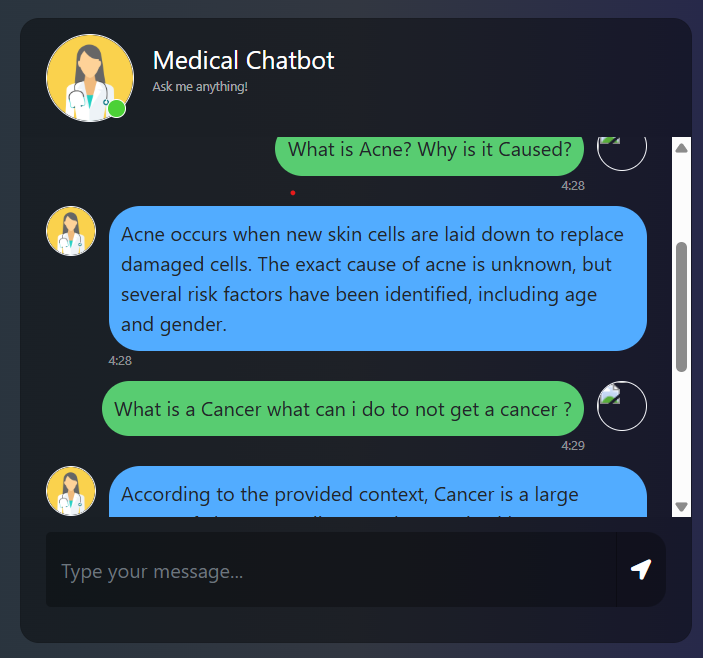 Medical Chatbot
Ask me anything!
What is Acne? Why is it Caused?
4:28
Acne occurs when new skin cells are laid down to replace
damaged cells. The exact cause of acne is unknown, but
several risk factors have been identified, including age
and gender.
4:28
What is a Cancer what can i do to not get a cancer ?
4:29
According to the provided context, Cancer is a large
Type your message...